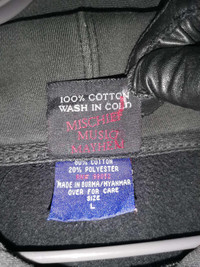 100% COTTON
WASH IN COLD
MISCHIEF
MUSIC
MAYHEM
80% COTTON
20% POLYESTER
MADE IN BURMA/MYANMAR
OVER FOR CARE
SIZE
L